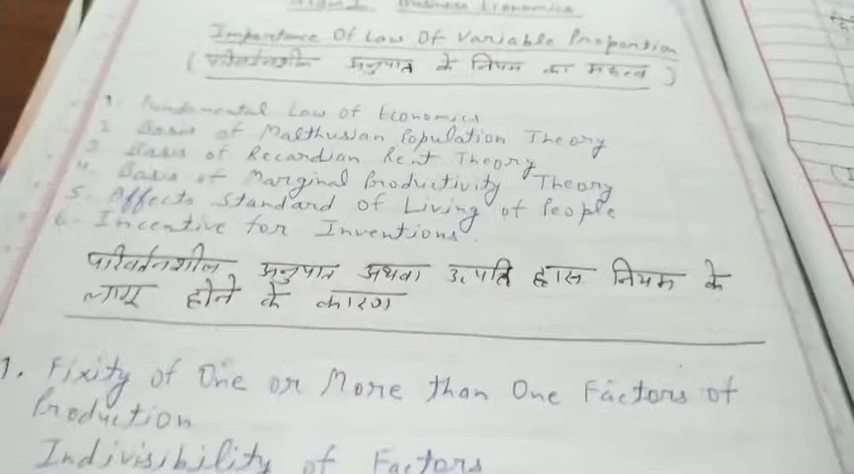 Business Economics
Importance Of Law Of Variable Proportion
( परिवर्तनशील अनुपात के नियम का महत्व )
1. Fundamental Law of Economics
2. Basis of Malthusian Population Theory
3. Basis of Recardian Rent Theory
4. Basis of Marginal Productivity Theory
5. Affects Standard Of Living of People
6. Incentive for Inventions.
परिवर्तनशील अनुपात अथवा उत्पति ह्रास नियम के
लागू होने के कारण
1. Fixity of One or More than One Factors of
Production
Indivisibility of Factors